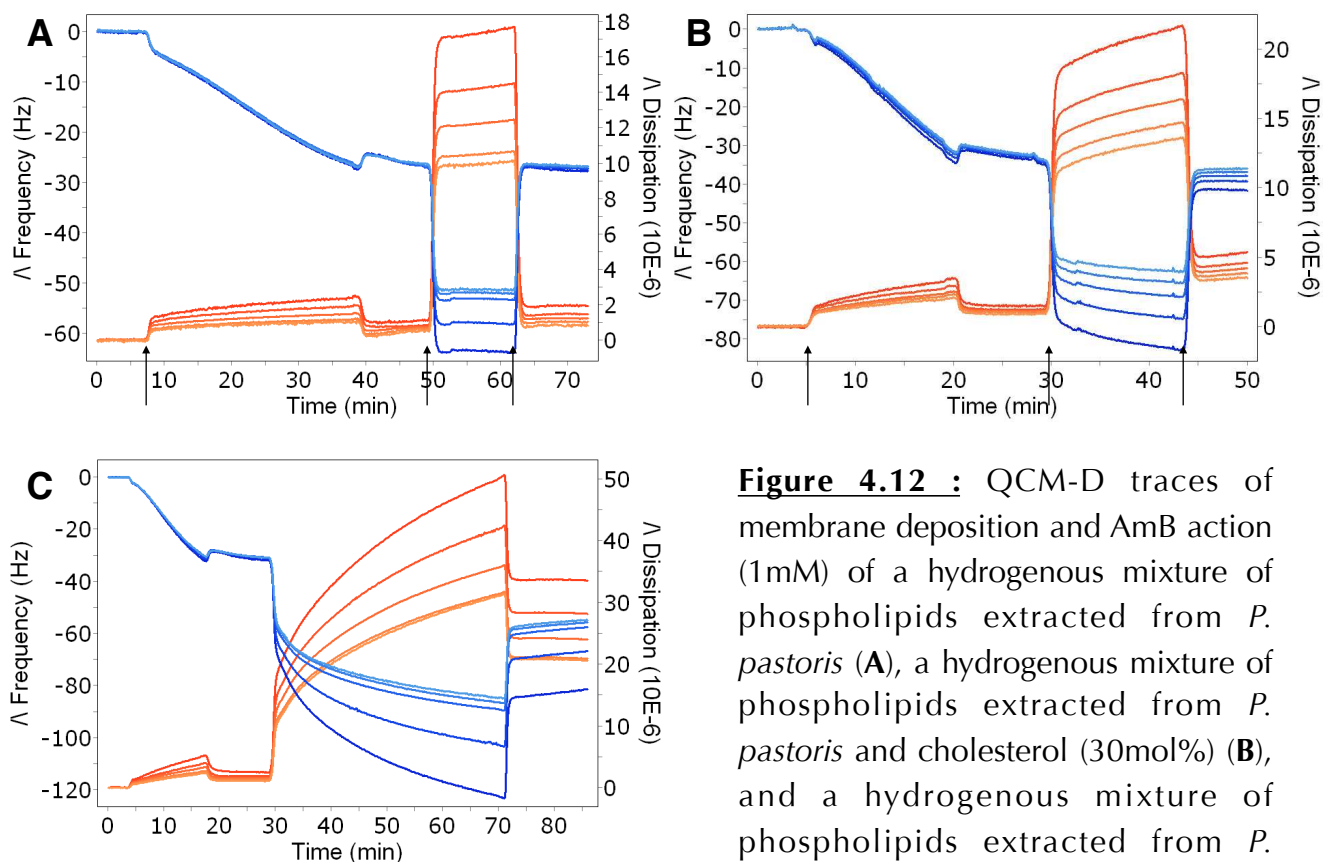 A
0
-10
-20
-30
-40
-50
-60
Δ Frequency (Hz)
18
16
14
12
10
8
6
4
2
0
Δ Dissipation (10E-6)
0 10 20 30 40 50 60 70
Time (min)
B
0
-10
-20
-30
-40
-50
-60
-70
-80
Δ Frequency (Hz)
20
15
10
5
0
Δ Dissipation (10E-6)
0 10 20 30 40 50
Time (min)
C
0
-20
-40
-60
-80
-100
-120
Δ Frequency (Hz)
50
40
30
20
10
0
Δ Dissipation (10E-6)
0 10 20 30 40 50 60 70 80
Time (min)
Figure 4.12 : QCM-D traces of
membrane deposition and AmB action
(1mM) of a hydrogenous mixture of
phospholipids extracted from P.
pastoris (A), a hydrogenous mixture of
phospholipids extracted from P.
pastoris and cholesterol (30mol%) (B),
and a hydrogenous mixture of
phospholipids extracted from P.